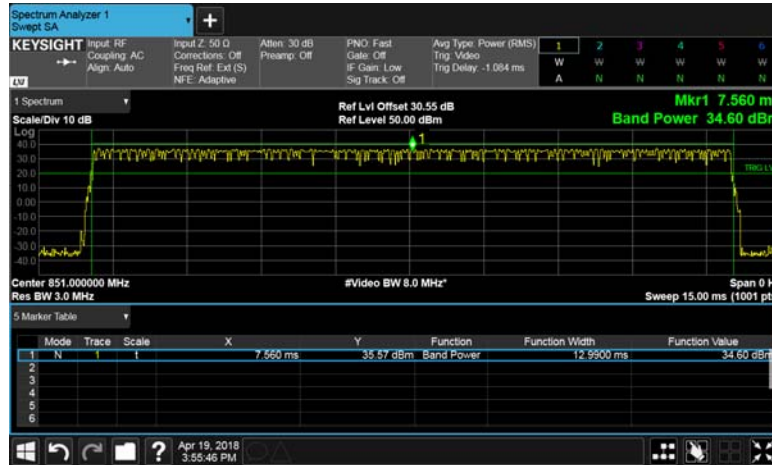 Spectrum Analyzer 1
Swept SA
+
KEYSIGHT
Input: RF
Coupling: AC
Align: Auto
Input Z: 50 Ω
Corrections: Off
Freq Ref: Ext (S)
NFE: Adaptive
Atten: 30 dB
Preamp: Off
PNO: Fast
Gate: Off
IF Gain: Low
Sig Track: Off
Avg Type: Power (RMS)
Trig: Video
Trig Delay: -1.084 ms
1 2 3 4 5 6
W W W W W W
A N N N N N
LXI
1 Spectrum
Scale/Div 10 dB
Ref Lvl Offset 30.55 dB
Ref Level 50.00 dBm
Mkr1 7.560 m
Band Power 34.60 dBm
Log
40.0
30.0
20.0
10.0
0.00
-10.0
-20.0
-30.0
-40.0
1
TRIG LV
Center 851.000000 MHz
Res BW 3.0 MHz
#Video BW 8.0 MHz*
Span 0 H
Sweep 15.00 ms (1001 pt
5 Marker Table
Mode Trace Scale X Y Function Function Width Function Value
1 N 1 t 7.560 ms 35.57 dBm Band Power 12.9900 ms 34.60 dBm
2
3
4
5
6
?
Apr 19, 2018
3:55:46 PM